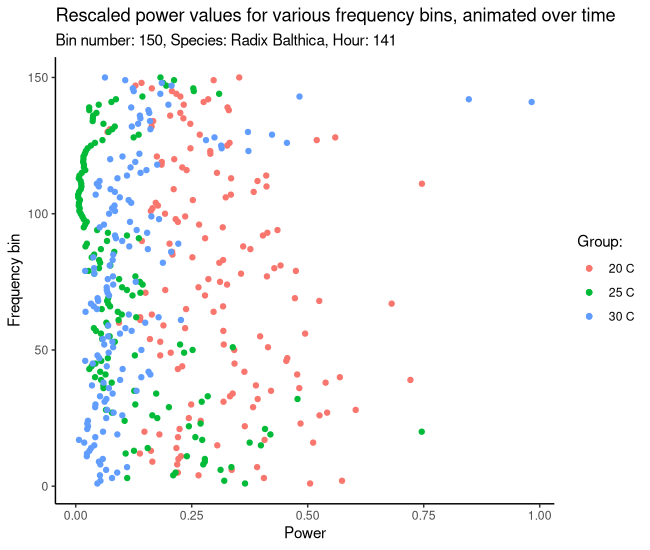 Rescaled power values for various frequency bins, animated over time
Bin number: 150, Species: Radix Balthica, Hour: 141
150
100
50
0
Frequency bin
0.00 0.25 0.50 0.75 1.00
Power
Group:
20 C
25 C
30 C